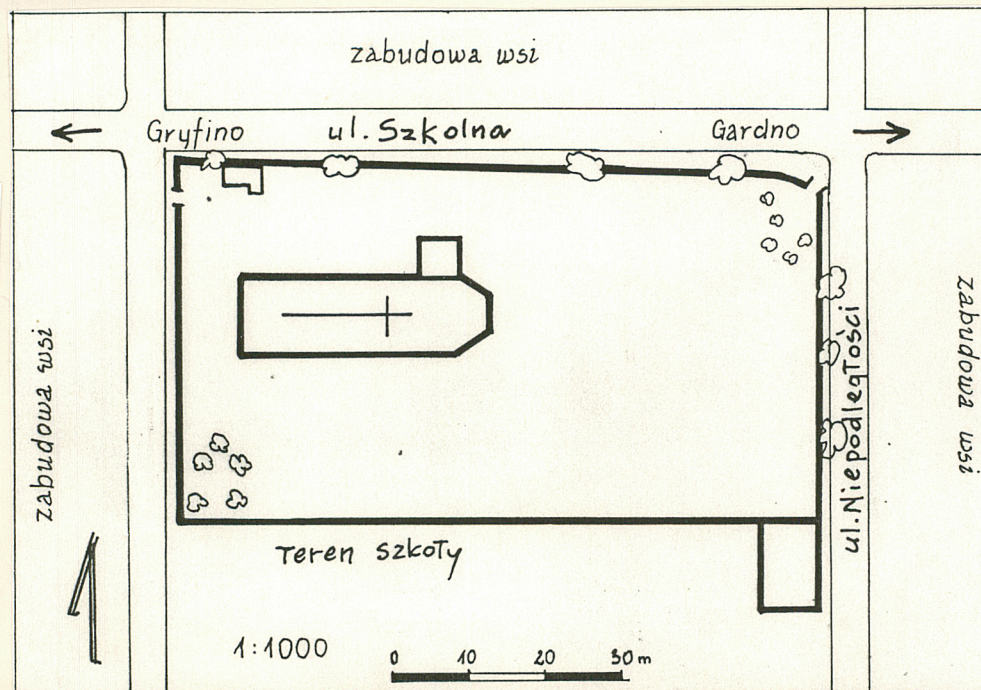 zabudowa wsi
Gryfino ul. Szkolna Gardno
zabudowa wsi
zabudowa wsi
ul. Niepodległości
Teren szkoły
1:1000
0 10 20 30 m